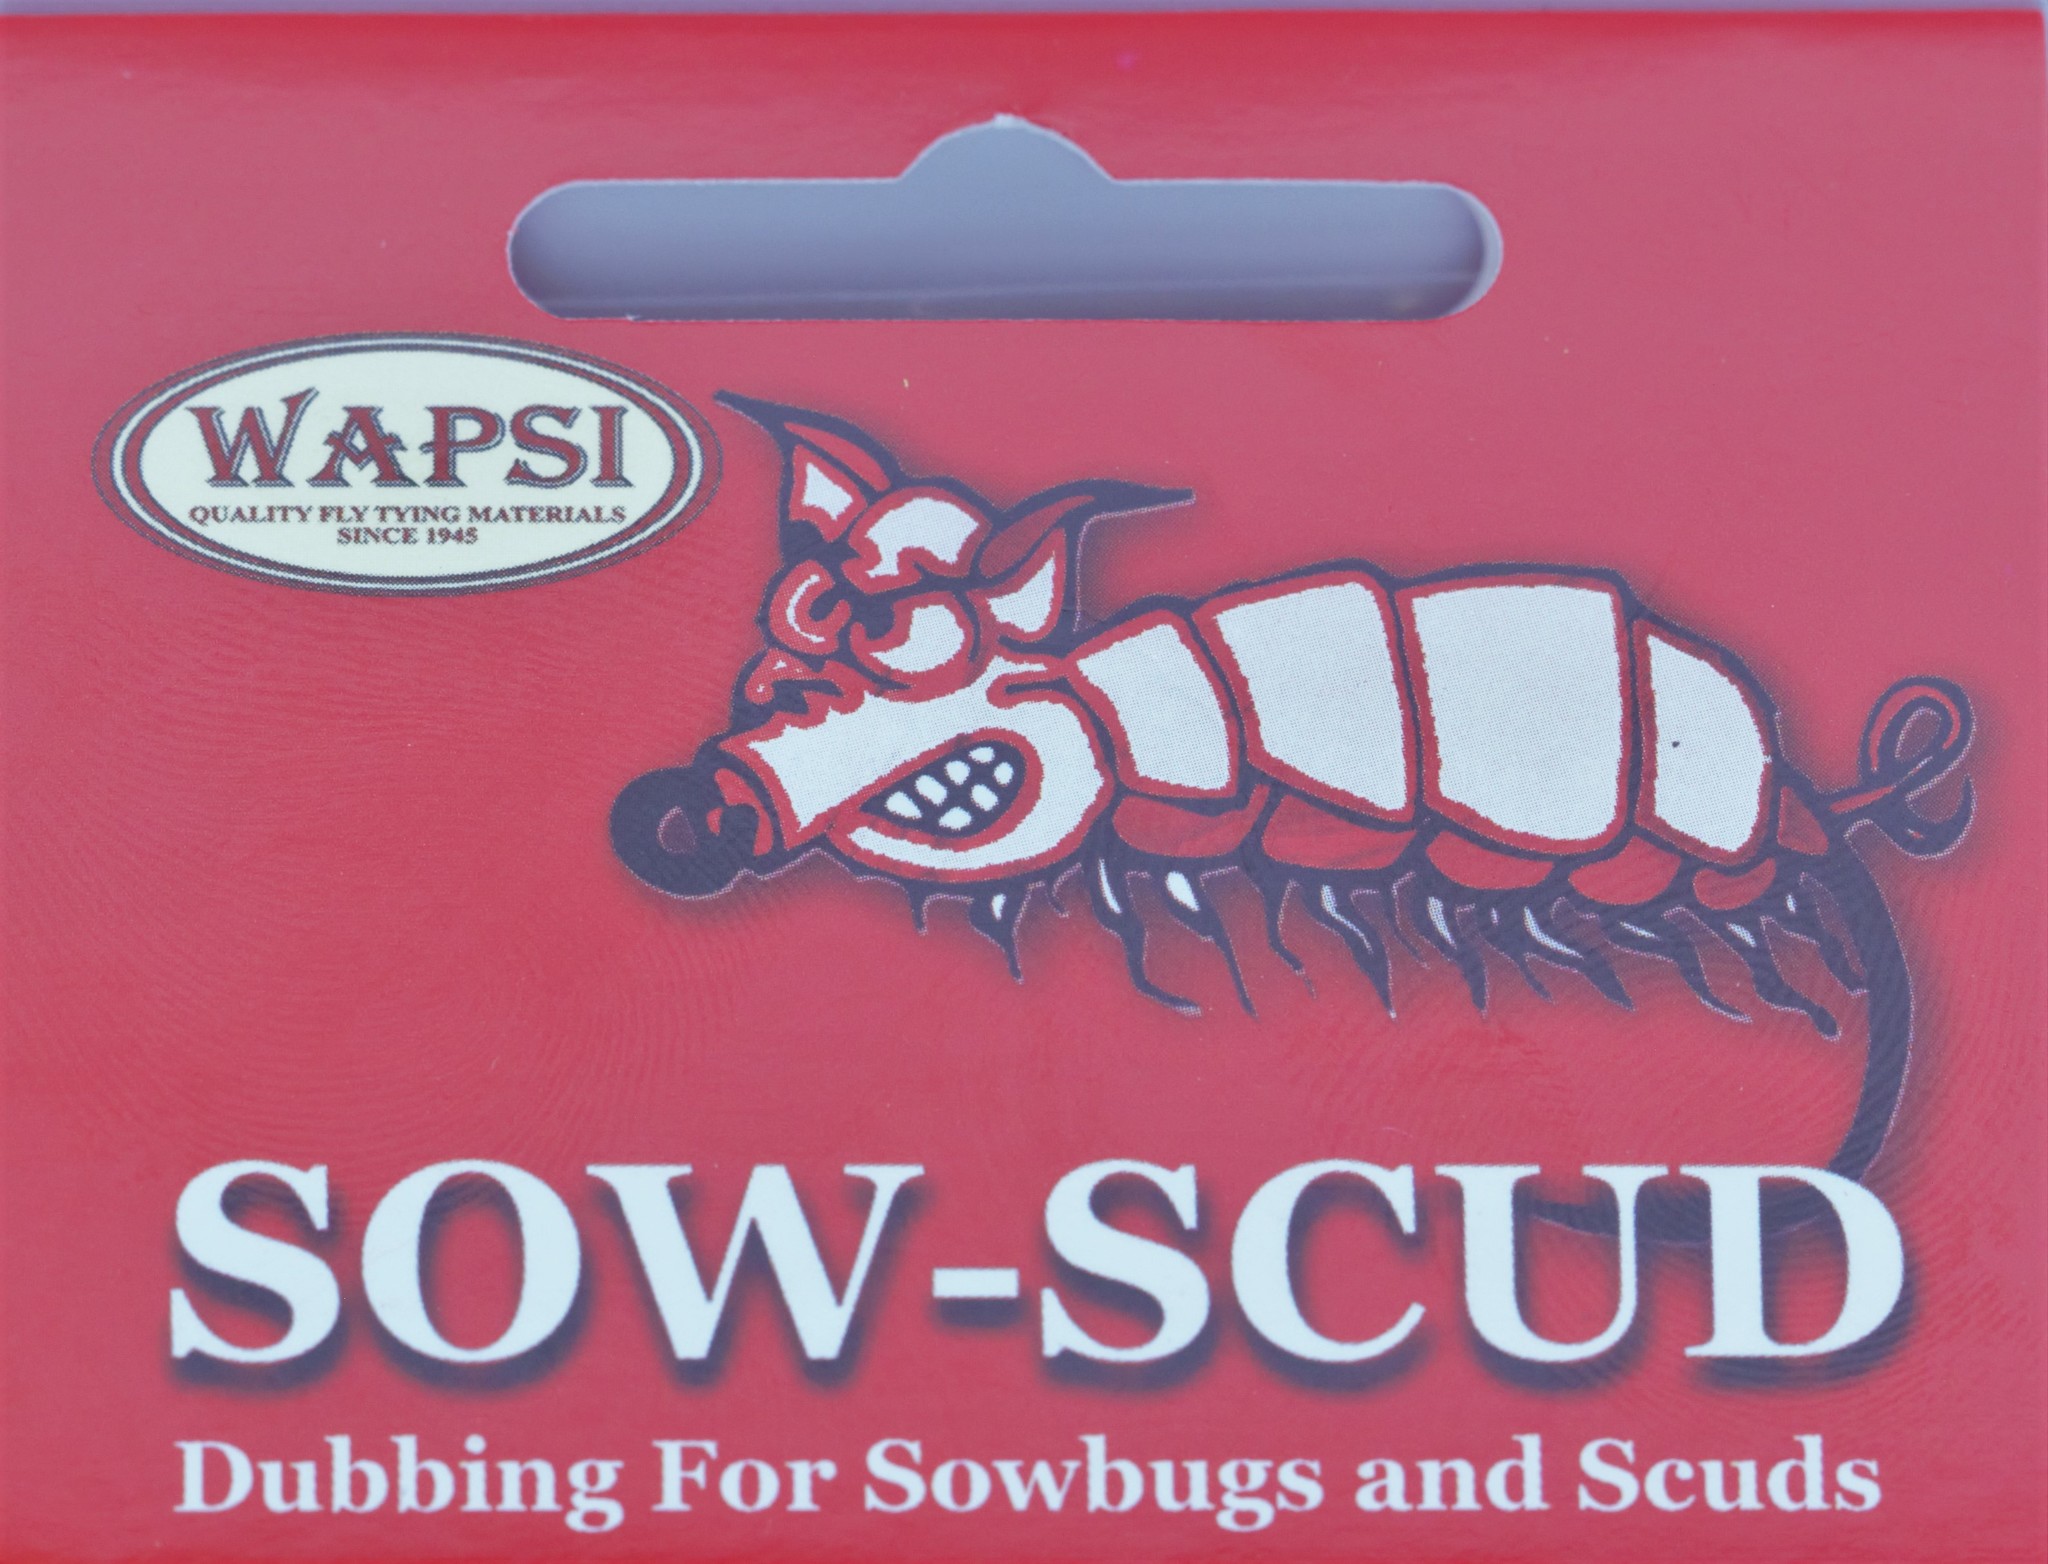 WAPSI
QUALITY FLY TYING MATERIALS
SINCE 1945
SOW-SCUD
Dubbing For Sowbugs and Scuds